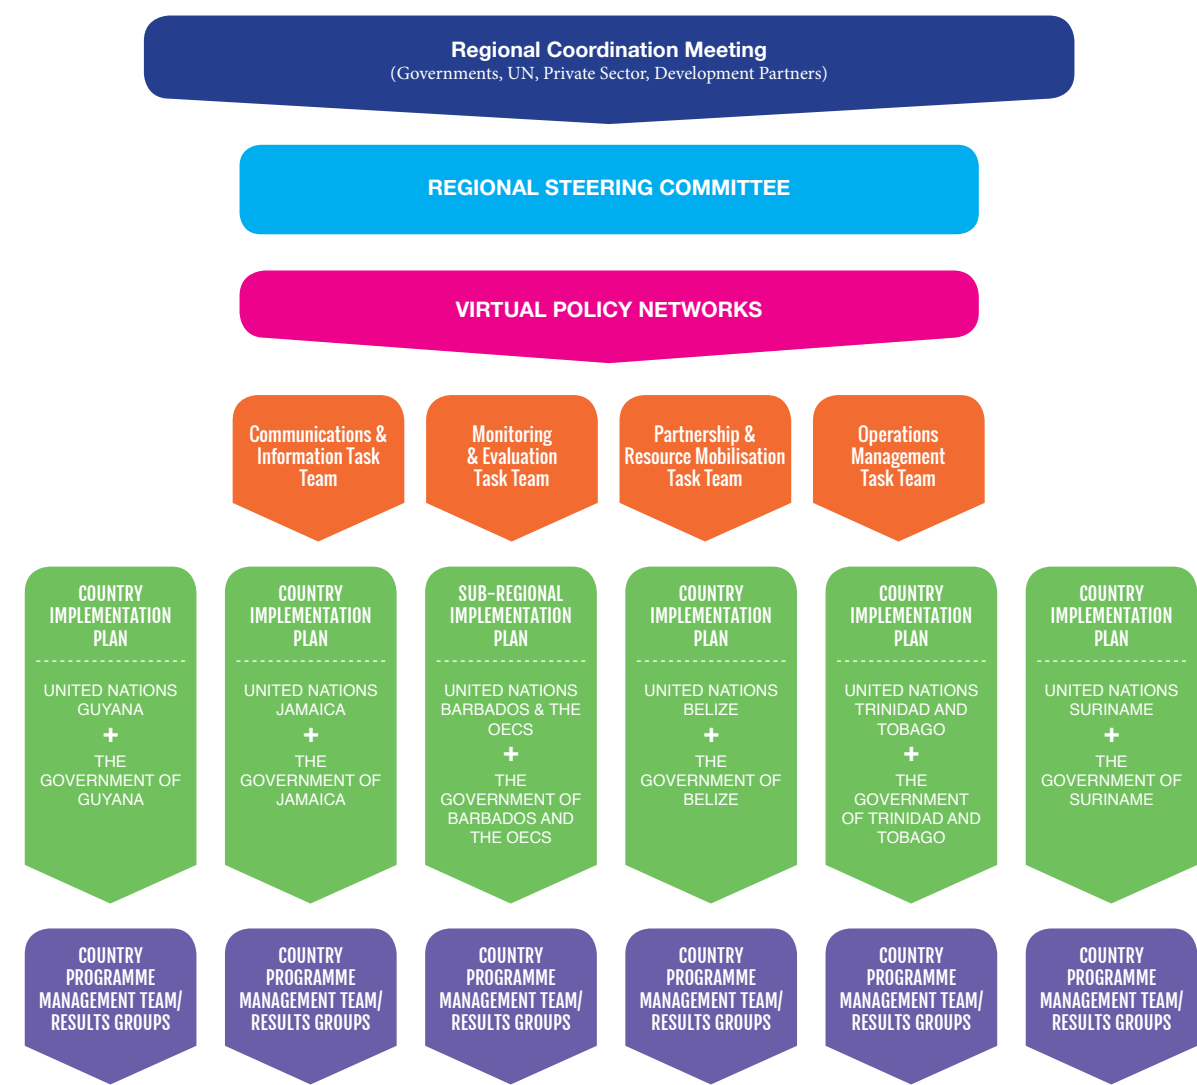 Regional Coordination Meeting
(Governments, UN, Private Sector, Development Partners)
REGIONAL STEERING COMMITTEE
VIRTUAL POLICY NETWORKS
Communications &
Information Task
Team
Monitoring
& Evaluation
Task Team
Partnership &
Resource Mobilisation
Task Team
Operations
Management
Task Team
COUNTRY
IMPLEMENTATION
PLAN
UNITED NATIONS
GUYANA
+
THE
GOVERNMENT OF
GUYANA
COUNTRY
IMPLEMENTATION
PLAN
UNITED NATIONS
JAMAICA
+
THE
GOVERNMENT OF
JAMAICA
SUB-REGIONAL
IMPLEMENTATION
PLAN
UNITED NATIONS
BARBADOS & THE
OECS
+
THE
GOVERNMENT OF
BARBADOS AND
THE OECS
COUNTRY
IMPLEMENTATION
PLAN
UNITED NATIONS
BELIZE
+
THE
GOVERNMENT OF
BELIZE
COUNTRY
IMPLEMENTATION
PLAN
UNITED NATIONS
TRINIDAD AND
TOBAGO
+
THE
GOVERNMENT
OF TRINIDAD AND
TOBAGO
COUNTRY
IMPLEMENTATION
PLAN
UNITED NATIONS
SURINAME
+
THE
GOVERNMENT OF
SURINAME
COUNTRY
PROGRAMME
MANAGEMENT TEAM/
RESULTS GROUPS
COUNTRY
PROGRAMME
MANAGEMENT TEAM/
RESULTS GROUPS
COUNTRY
PROGRAMME
MANAGEMENT TEAM/
RESULTS GROUPS
COUNTRY
PROGRAMME
MANAGEMENT TEAM/
RESULTS GROUPS
COUNTRY
PROGRAMME
MANAGEMENT TEAM/
RESULTS GROUPS
COUNTRY
PROGRAMME
MANAGEMENT TEAM/
RESULTS GROUPS